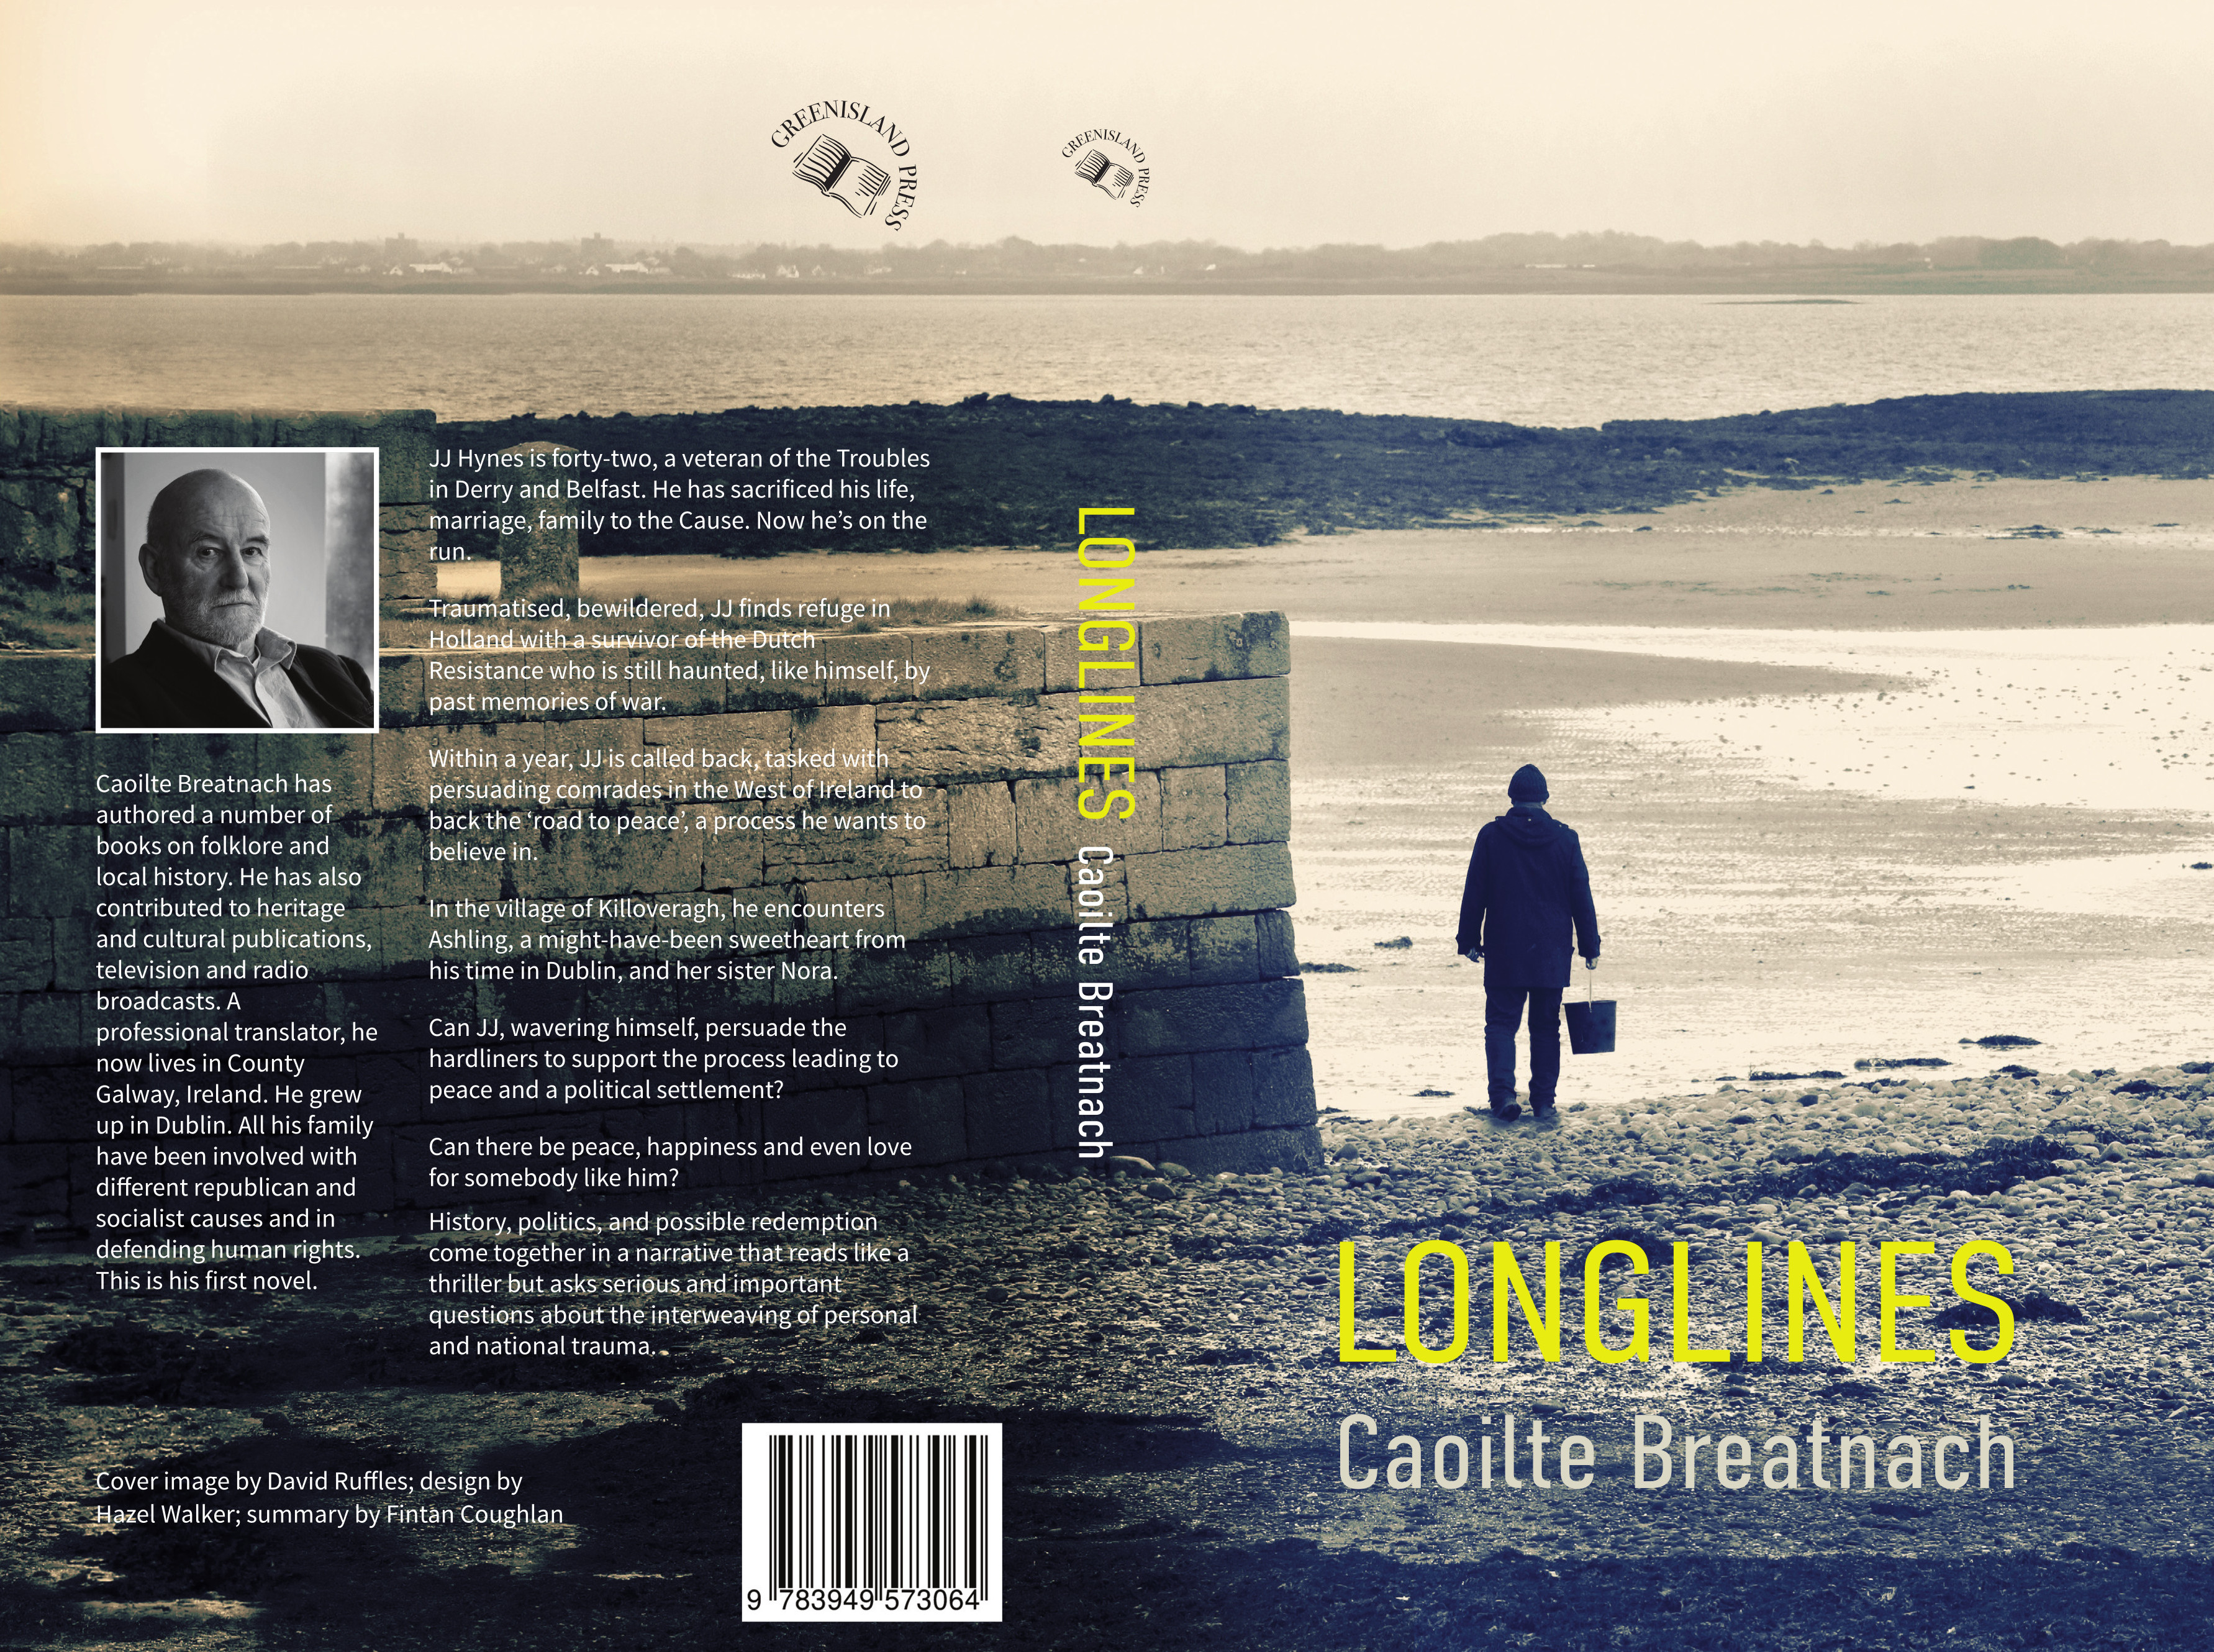 GREENISLAND PRESS
Caoilte Breatnach has
authored a number of
books on folklore and
local history. He has also
contributed to heritage
and cultural publications,
television and radio
broadcasts. A
professional translator, he
now lives in County
Galway, Ireland. He grew
up in Dublin. All his family
have been involved with
different republican and
socialist causes and in
defending human rights.
This is his first novel.
JJ Hynes is forty-two, a veteran of the Troubles
in Derry and Belfast. He has sacrificed his life,
marriage, family to the Cause. Now he’s on the
run.
Traumatised, bewildered, JJ finds refuge in
Holland with a survivor of the Dutch
Resistance who is still haunted, like himself, by
past memories of war.
Within a year, JJ is called back, tasked with
persuading comrades in the West of Ireland to
back the ‘road to peace’, a process he wants to
believe in.
In the village of Killoveragh, he encounters
Ashling, a might-have-been sweetheart from
his time in Dublin, and her sister Nora.
Can JJ, wavering himself, persuade the
hardliners to support the process leading to
peace and a political settlement?
Can there be peace, happiness and even love
for somebody like him?
History, politics, and possible redemption
come together in a narrative that reads like a
thriller but asks serious and important
questions about the interweaving of personal
and national trauma.
Cover image by David Ruffles; design by
Hazel Walker; summary by Fintan Coughlan
9 783949 573064
GREENISLAND PRESS
LONGLINES Caoilte Breatnach
LONGLINES
Caoilte Breatnach